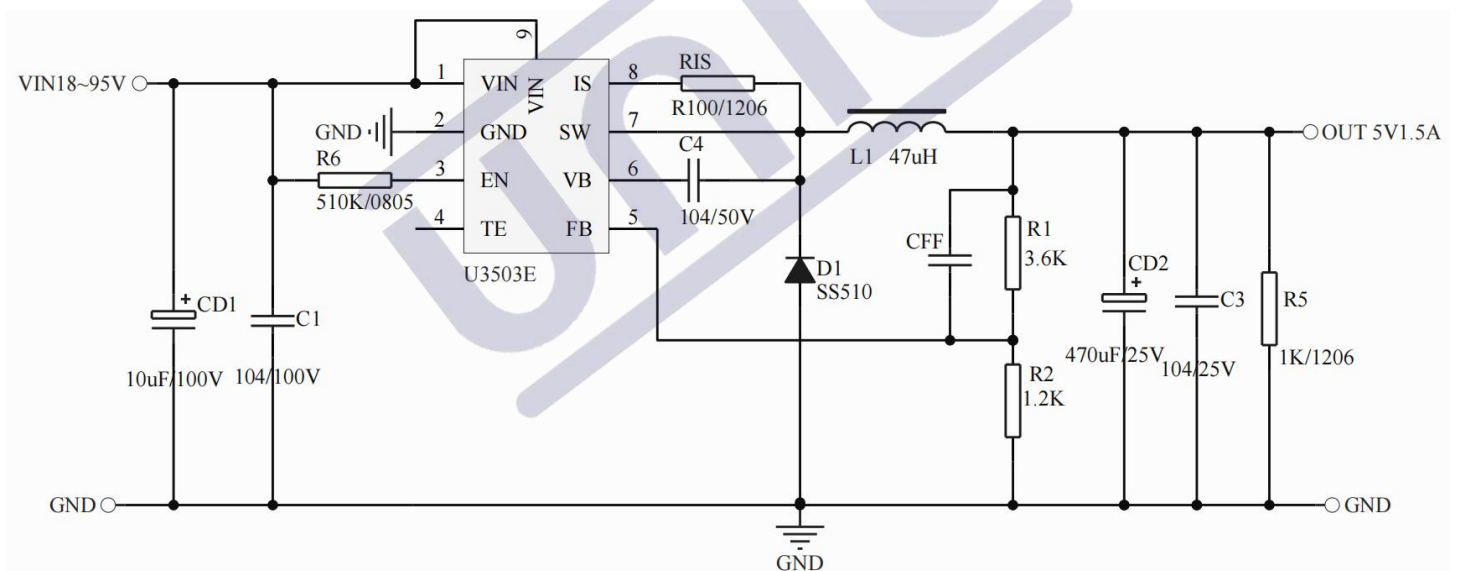 VIN18~95V
1
VIN
9
VIN
GND
2
GND
R6
510K/0805
3
EN
4
TE
U3503E
IS
8
RIS
R100/1206
SW
7
C4
VB
6
104/50V
FB
5
L1 47uH
OUT 5V1.5A
D1
SS510
CFF
R1
3.6K
R2
1.2K
+
CD1
10uF/100V
C1
104/100V
+
CD2
470uF/25V
C3
104/25V
R5
1K/1206
GND
GND
GND